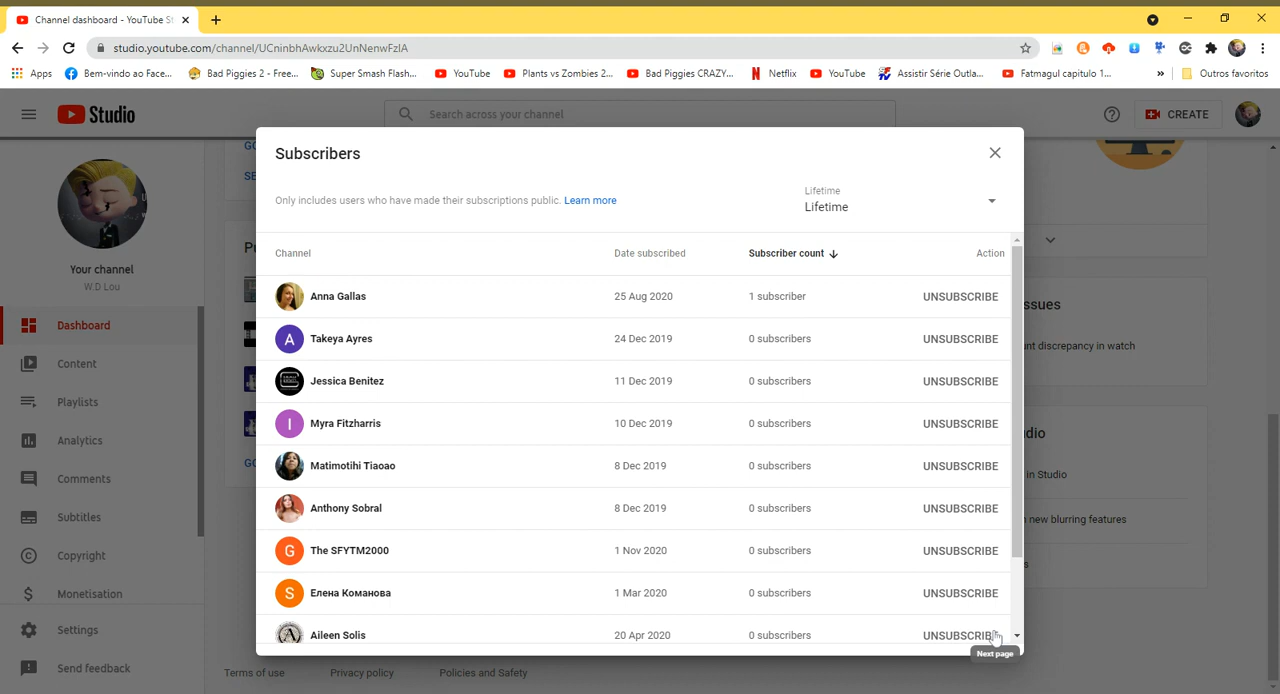 Channel dashboard - YouTube St
studio.youtube.com/channel/UCninbhAwkxzu2UnNenwFzlA
Apps Bem-vindo ao Face... Bad Piggies 2 - Free... Super Smash Flash... YouTube Plants vs Zombies 2... Bad Piggies CRAZY... Netflix YouTube Assistir Série Outla... Fatmagul capitulo 1... » Outros favoritos
Studio
Search across your channel
CREATE
Your channel
W.D Lou
Dashboard
Content
Playlists
Analytics
Comments
Subtitles
Copyright
Monetisation
Settings
Send feedback
Subscribers
Only includes users who have made their subscriptions public. Learn more
Lifetime
Lifetime
Channel Date subscribed Subscriber count Action
Anna Gallas 25 Aug 2020 1 subscriber UNSUBSCRIBE
A Takeya Ayres 24 Dec 2019 0 subscribers UNSUBSCRIBE
Jessica Benitez 11 Dec 2019 0 subscribers UNSUBSCRIBE
I Myra Fitzharris 10 Dec 2019 0 subscribers UNSUBSCRIBE
Matimotihi Tiaoao 8 Dec 2019 0 subscribers UNSUBSCRIBE
Anthony Sobral 8 Dec 2019 0 subscribers UNSUBSCRIBE
G The SFYTM2000 1 Nov 2020 0 subscribers UNSUBSCRIBE
S Елена Команова 1 Mar 2020 0 subscribers UNSUBSCRIBE
Aileen Solis 20 Apr 2020 0 subscribers UNSUBSCRIBE
Next page
GO
SE
P
GO
ssues
nt discrepancy in watch
udio
in Studio
n new blurring features
s
Terms of use Privacy policy Policies and Safety